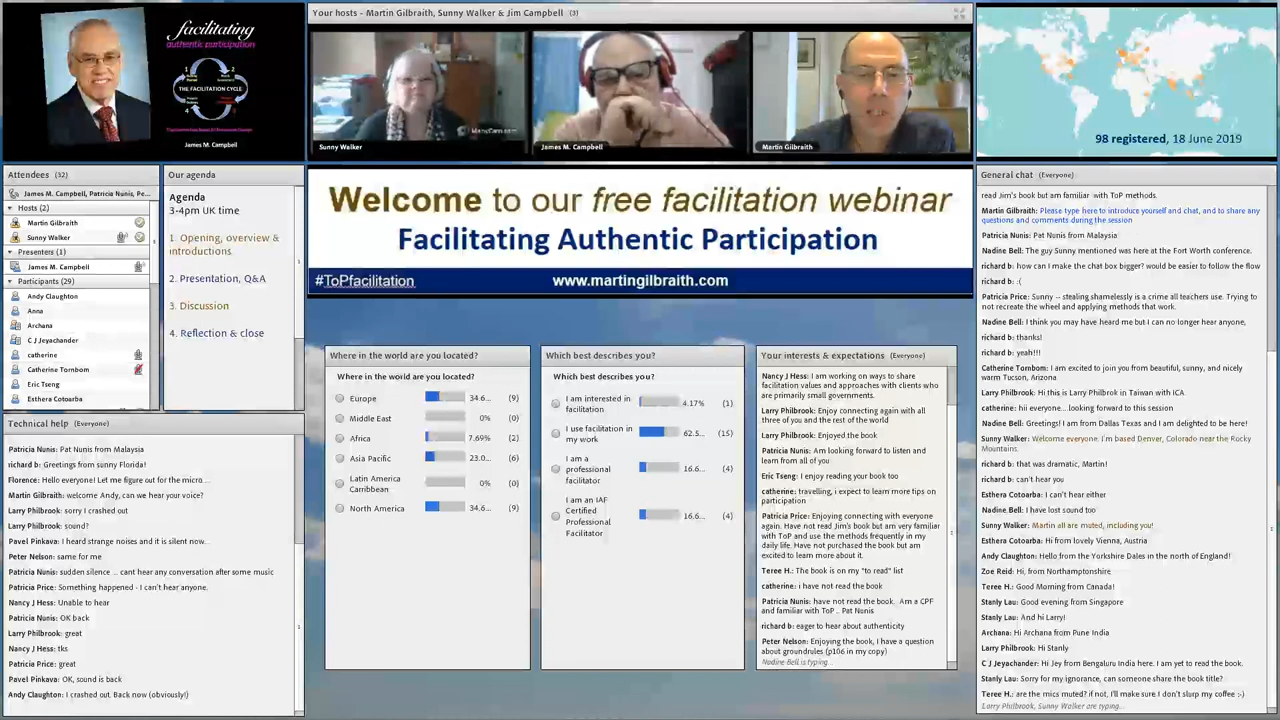 facilitating
authentic participation
THE FACILITATION CYCLE
James M. Campbell
Your hosts - Martin Gilbraith, Sunny Walker & Jim Campbell (3)
Sunny Walker
ManyCam.com
James M. Campbell
Martin Gilbraith
98 registered, 18 June 2019
Attendees (32)
James M. Campbell, Patricia Nunis, Pe...
Hosts (2)
Martin Gilbraith
Sunny Walker
Presenters (1)
James M. Campbell
Participants (29)
Andy Claughton
Anna
Archana
C J Jeyachander
catherine
Catherine Tornbom
Eric Tseng
Esthera Cotoarba
Our agenda
Agenda
3-4pm UK time
1. Opening, overview &
introductions
2. Presentation, Q&A
3. Discussion
4. Reflection & close
Welcome to our free facilitation webinar
Facilitating Authentic Participation
#ToPfacilitation
www.martingilbraith.com
Technical help (Everyone)
Patricia Nunis: Pat Nunis from Malaysia
richard b: Greetings from sunny Florida!
Florence: Hello everyone! Let me figure out for the micro...
Martin Gilbraith: welcome Andy, can we hear your voice?
Larry Philbrook: sorry I crashed out
Larry Philbrook: sound?
Pavel Pinkava: I heard strange noises and it is silent now...
Peter Nelson: same for me
Patricia Nunis: sudden silence ... cant hear any conversation after some music
Patricia Price: Something happened - I can't hear anyone.
Nancy J Hess: Unable to hear
Patricia Nunis: OK back
Larry Philbrook: great
Nancy J Hess: tks
Patricia Price: great
Pavel Pinkava: OK, sound is back
Andy Claughton: I crashed out. Back now (obviously!)
Where in the world are you located?
Where in the world are you located?
Europe 34.6... (9)
Middle East 0% (0)
Africa 7.69% (2)
Asia Pacific 23.0... (6)
Latin America
Carribbean 0% (0)
North America 34.6... (9)
Which best describes you?
Which best describes you?
I am interested in
facilitation 4.17% (1)
I use facilitation in
my work 62.5... (15)
I am a
professional
facilitator 16.6... (4)
I am an IAF
Certified
Professional
Facilitator 16.6... (4)
Your interests & expectations (Everyone)
Nancy J Hess: I am working on ways to share
facilitation values and approaches with clients who
are primarily small governments.
Larry Philbrook: Enjoy connecting again with all
three of you and the rest of the world
Larry Philbrook: Enjoyed the book
Patricia Nunis: Am looking forward to listen and
learn from all of you
Eric Tseng: I enjoy reading your book too
catherine: travelling, i expect to learn more tips on
participation
Patricia Price: Enjoying connecting with everyone
again. Have not read Jim's book but am very familiar
with ToP and use the methods frequently in my
daily life. Have not purchased the book but am
excited to learn more about it.
Teree H.: The book is on my "to read" list
catherine: i have not read the book
Patricia Nunis: have not read the book. Am a CPF
and familiar with ToP .. Pat Nunis
richard b: eager to hear about authenticity
Peter Nelson: Enjoying the book, I have a question
about groundrules (p106 in my copy)
Nadine Bell is typing...
General chat (Everyone)
read Jim's book but am familiar with ToP methods.
Martin Gilbraith: Please type here to introduce yourself and chat, and to share any
questions and comments during the session
Patricia Nunis: Pat Nunis from Malaysia
Nadine Bell: The guy Sunny mentioned was here at the Fort Worth conference.
richard b: how can I make the chat box bigger? would be easier to follow the flow
richard b: :(
Patricia Price: Sunny -- stealing shamelessly is a crime all teachers use. Trying to
not recreate the wheel and applying methods that work.
Nadine Bell: I think you may have heard me but I can no longer hear anyone,
richard b: thanks!
richard b: yeah!!!
Catherine Tornbom: I am excited to join you from beautiful, sunny, and nicely
warm Tucson, Arizona
Larry Philbrook: Hi this is Larry Philbrok in Taiwan with ICA
catherine: hii everyone...looking forward to this session
Nadine Bell: Greetings! I am from Dallas Texas and I am delighted to be here!
Sunny Walker: Welcome everyone. i'm based Denver, Colorado near the Rocky
Mountains.
richard b: that was dramatic, Martin!
richard b: can't hear you
Esthera Cotoarba: I can't hear either
Nadine Bell: I have lost sound too
Sunny Walker: Martin all are muted, including you!
Esthera Cotoarba: Hi from lovely Vienna, Austria
Andy Claughton: Hello from the Yorkshire Dales in the north of England!
Zoe Reid: Hi, from Northamptonshire
Teree H.: Good Morning from Canada!
Stanly Lau: Good evening from Singapore
Stanly Lau: And hi Larry!
Archana: Hi Archana from Pune India
Larry Philbrook: Hi Stanly
C J Jeyachander: Hi Jey from Bengaluru India here. I am yet to read the book.
Stanly Lau: Sorry for my ignorance, can someone share the book title?
Teree H.: are the mics muted? if not, I'll make sure I don't slurp my coffee ;-)
Larry Philbrook, Sunny Walker are typing...